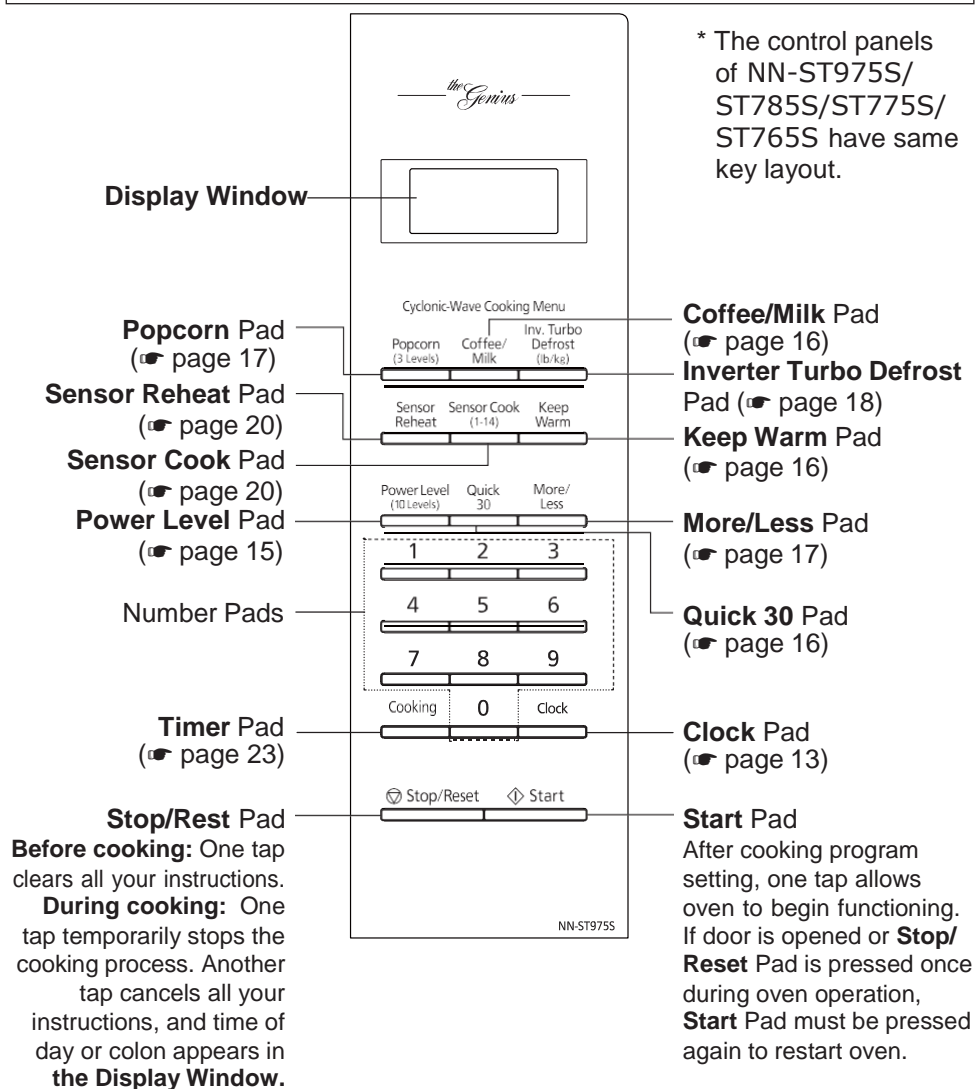 * The control panels
of NN-ST975S/
ST785S/ST775S/
ST765S have same
key layout.
the Genius
Display Window
Cyclonic-Wave Cooking Menu
Popcorn
(3 Levels)
Coffee/
Milk
Inv. Turbo
Defrost
(lb/kg)
Sensor
Reheat
Sensor Cook
(1-14)
Keep
Warm
Power Level
(10 Levels)
Quick
30
More/
Less
1 2 3
4 5 6
7 8 9
Cooking 0 Clock
Stop/Reset Start
NN-ST975S
Popcorn Pad
(☛ page 17)
Sensor Reheat Pad
(☛ page 20)
Sensor Cook Pad
(☛ page 20)
Power Level Pad
(☛ page 15)
Number Pads
Timer Pad
(☛ page 23)
Stop/Rest Pad
Before cooking: One tap
clears all your instructions.
During cooking: One
tap temporarily stops the
cooking process. Another
tap cancels all your
instructions, and time of
day or colon appears in
the Display Window.
Coffee/Milk Pad
(☛ page 16)
Inverter Turbo Defrost
Pad (☛ page 18)
Keep Warm Pad
(☛ page 16)
More/Less Pad
(☛ page 17)
Quick 30 Pad
(☛ page 16)
Clock Pad
(☛ page 13)
Start Pad
After cooking program
setting, one tap allows
oven to begin functioning.
If door is opened or Stop/
Reset Pad is pressed once
during oven operation,
Start Pad must be pressed
again to restart oven.